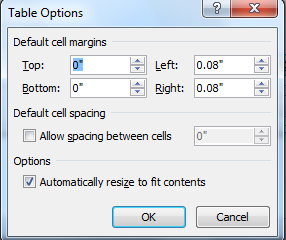 Table Options
Default cell margins
Top: 0" Left: 0.08"
Bottom: 0" Right: 0.08"
Default cell spacing
Allow spacing between cells 0"
Options
Automatically resize to fit contents
OK Cancel